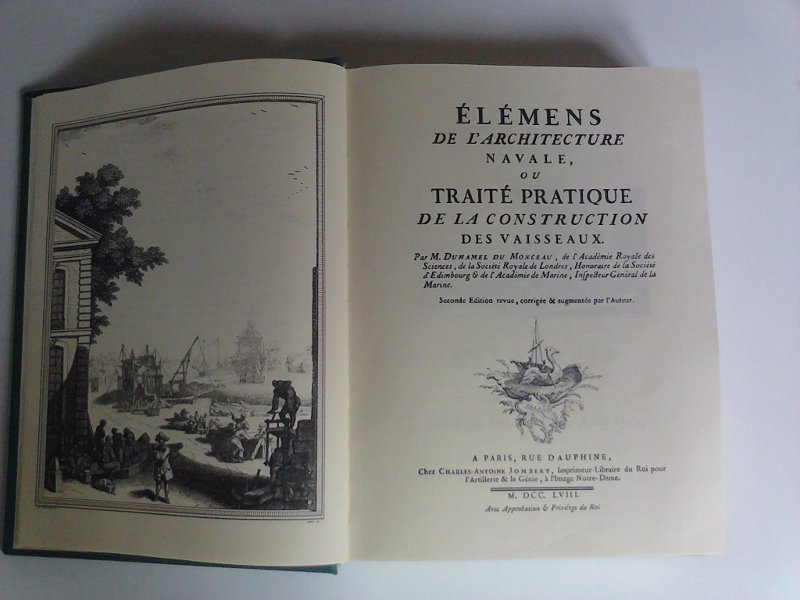 ÉLÉMENS
DE L'ARCHITECTURE
NAVALE,
OU
TRAITÉ PRATIQUE
DE LA CONSTRUCTION
DES VAISSEAUX.
Par M. DUHAMEL DU MONCEAU, de l'Académie Royale des
Sciences, de la Société Royale de Londres, Honoraire de la Société
d'Edimbourg & de l'Académie de Marine, Inſpecteur Général de la
Marine.
Seconde Edition revue, corrigée & augmentée par l'Auteur.
A PARIS, RUE DAUPHINE,
Chez CHARLES-ANTOINE JOMBERT, Imprimeur-Libraire du Roi pour
l'Artillerie & le Génie, à l'Image Notre-Dame.
M. DCC. LVIII.
Avec Approbation & Privilege du Roi